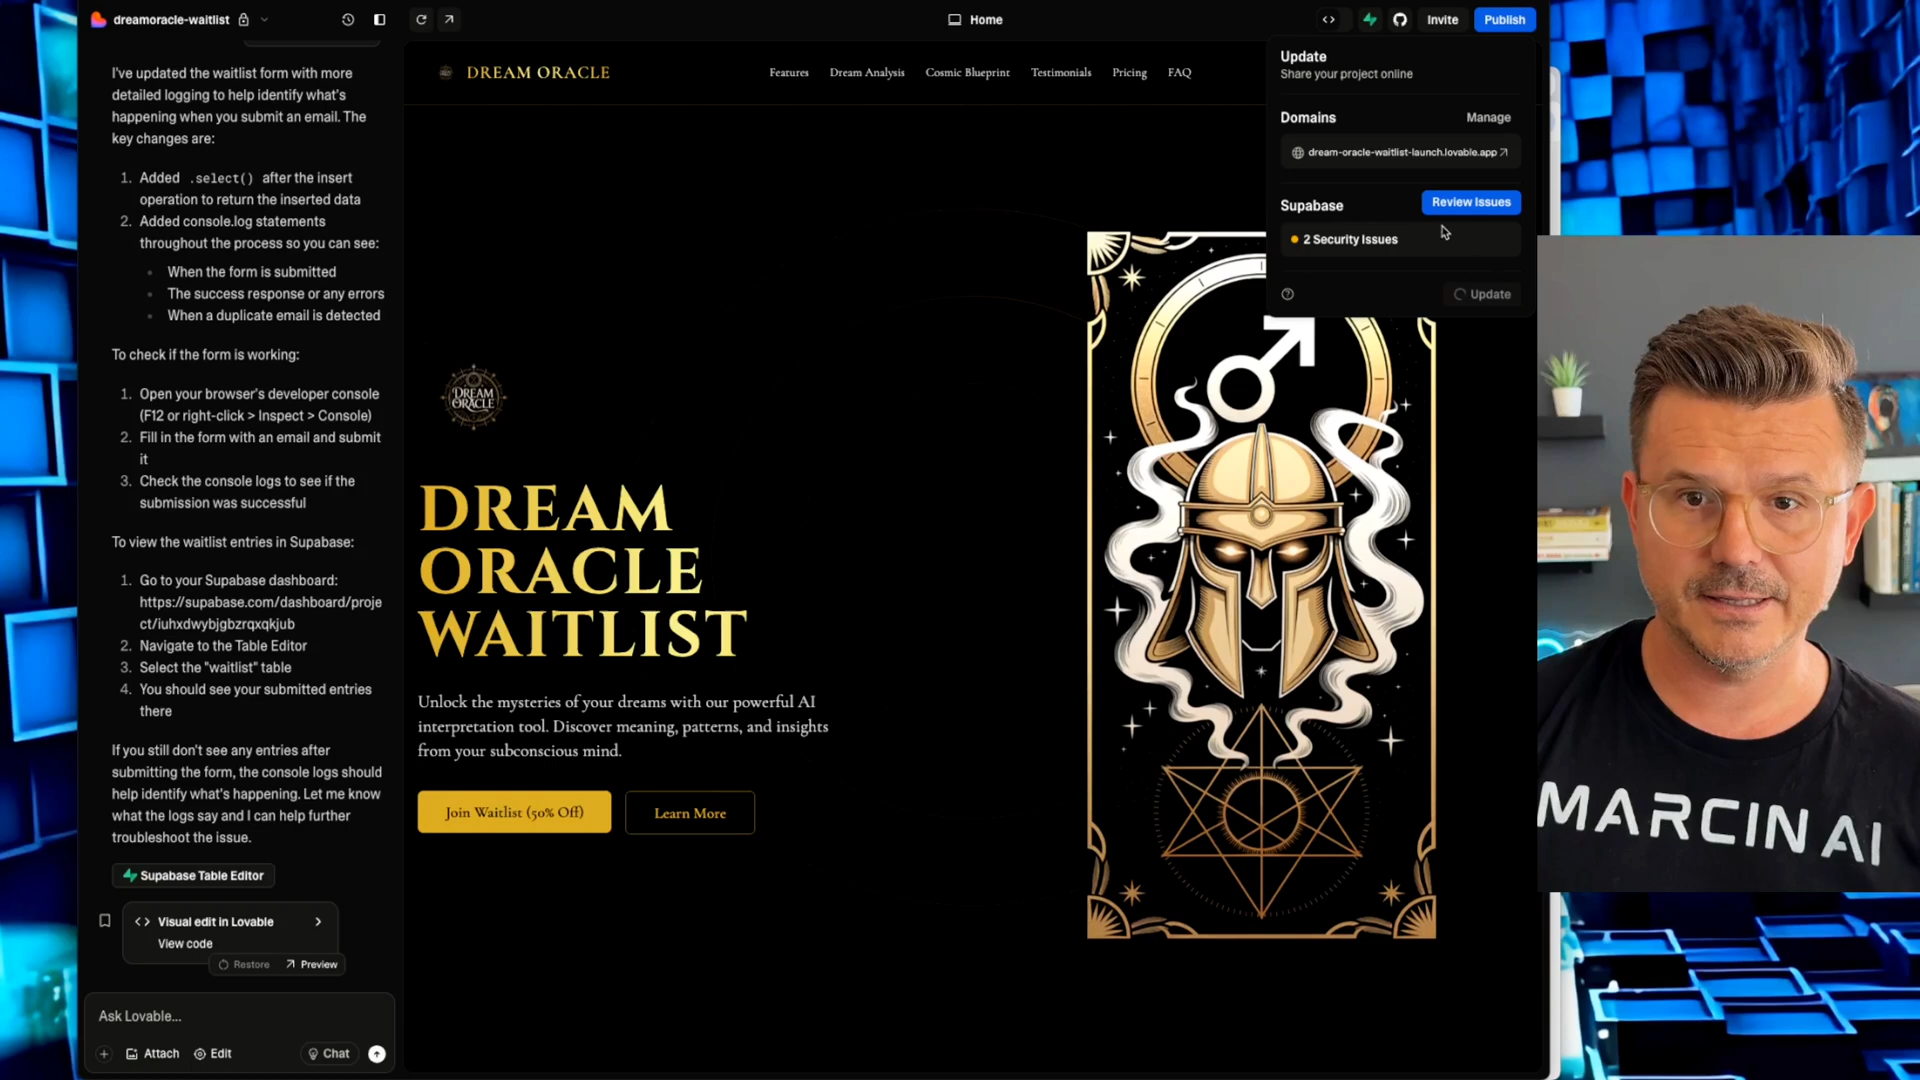 dreamoracle-waitlist
Home
Invite
Publish
I've updated the waitlist form with more
detailed logging to help identify what's
happening when you submit an email. The
key changes are:
1. Added .select() after the insert
operation to return the inserted data
2. Added console.log statements
throughout the process so you can see:
When the form is submitted
The success response or any errors
When a duplicate email is detected
To check if the form is working:
1. Open your browser's developer console
(F12 or right-click > Inspect > Console)
2. Fill in the form with an email and submit
it
3. Check the console logs to see if the
submission was successful
To view the waitlist entries in Supabase:
1. Go to your Supabase dashboard:
https://supabase.com/dashboard/proje
ct/iuhxdwybjgbzrqxqkjub
2. Navigate to the Table Editor
3. Select the "waitlist" table
4. You should see your submitted entries
there
If you still don't see any entries after
submitting the form, the console logs should
help identify what's happening. Let me know
what the logs say and I can help further
troubleshoot the issue.
Supabase Table Editor
Visual edit in Lovable
View code
Restore
Preview
Ask Lovable...
Attach
Edit
Chat
DREAM ORACLE
Features
Dream Analysis
Cosmic Blueprint
Testimonials
Pricing
FAQ
DREAM
ORACLE
DREAM
ORACLE
WAITLIST
Unlock the mysteries of your dreams with our powerful AI
interpretation tool. Discover meaning, patterns, and insights
from your subconscious mind.
Join Waitlist (50% Off)
Learn More
Update
Share your project online
Domains
Manage
dream-oracle-waitlist-launch.lovable.app
Supabase
Review Issues
2 Security Issues
Update
MARCIN AI